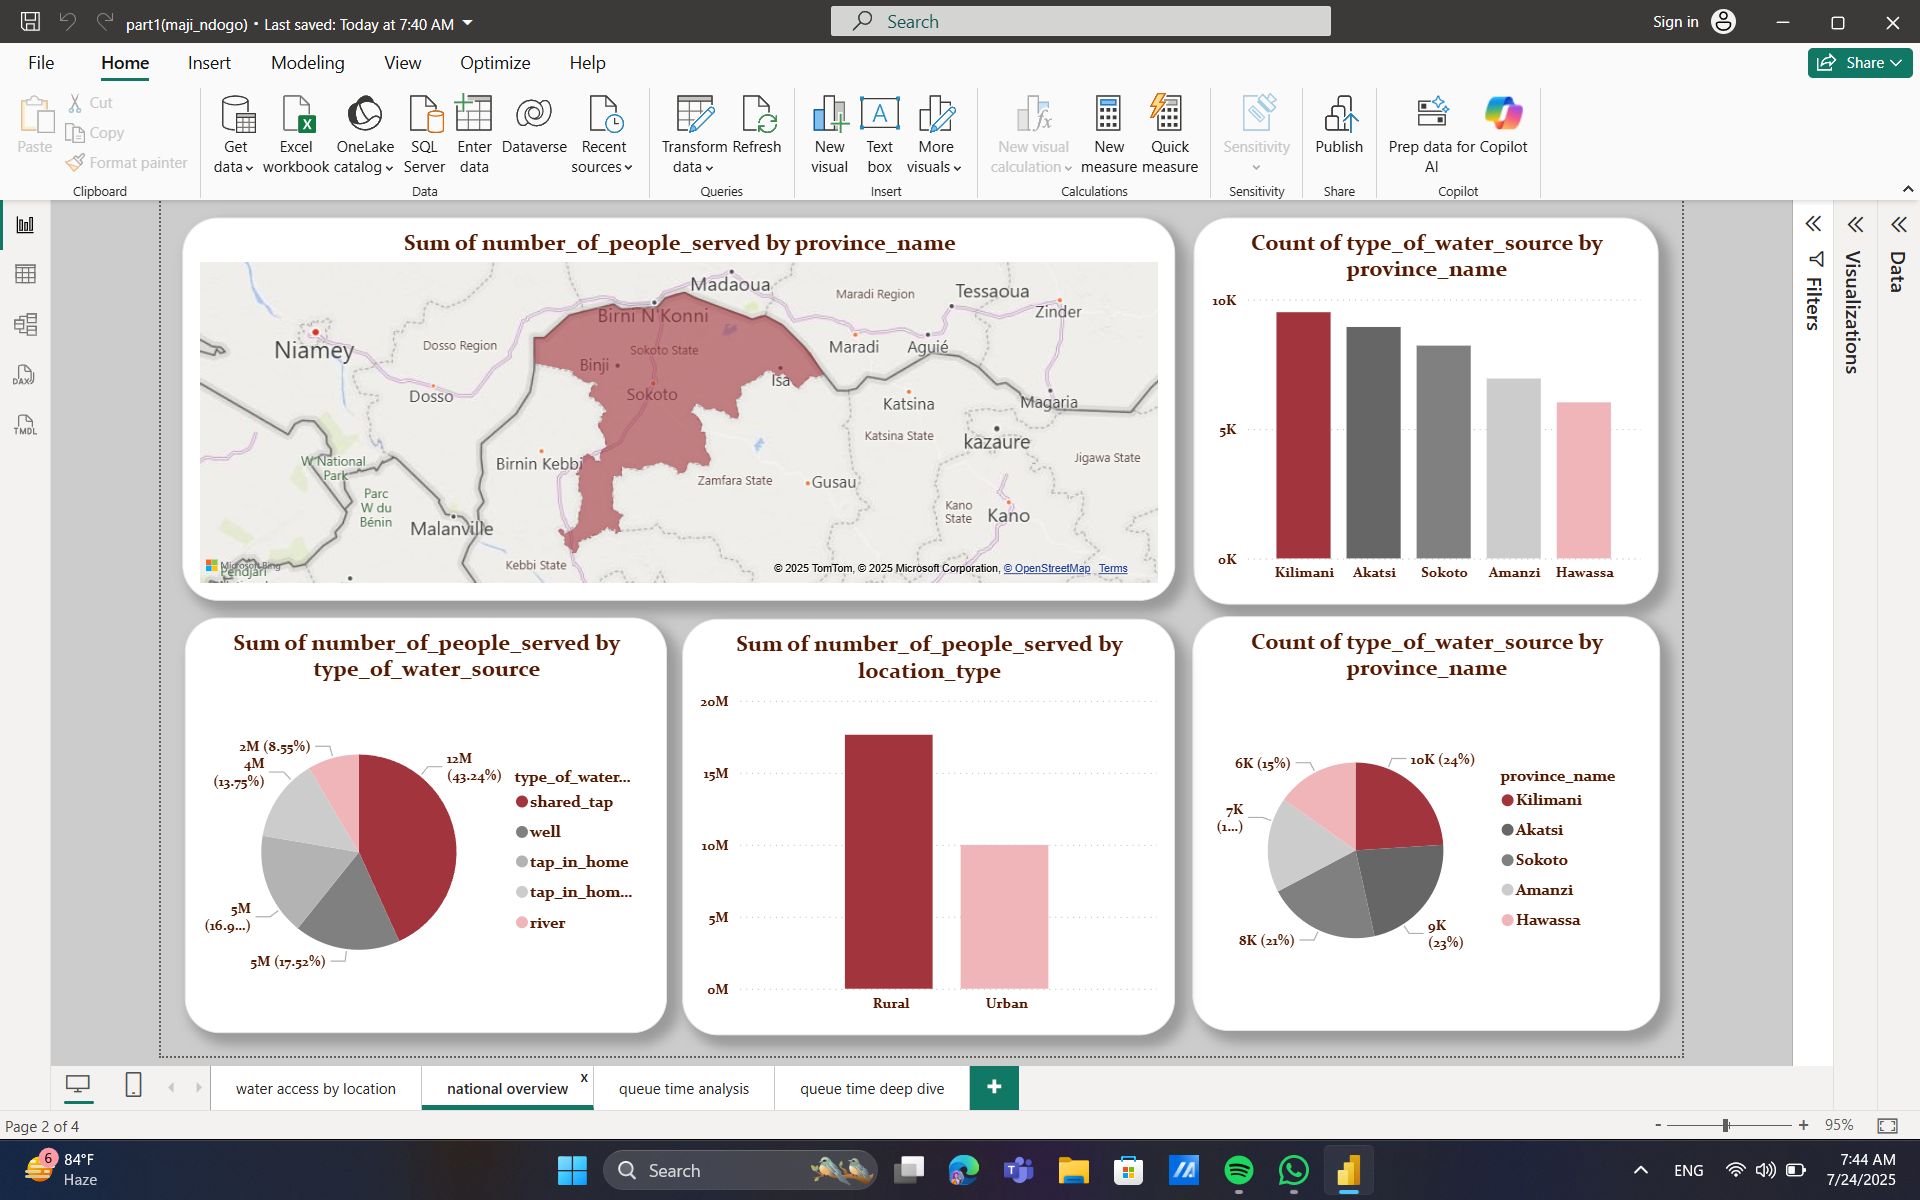 part1(maji_ndogo) • Last saved: Today at 7:40 AM
Search
Sign in
File
Home
Insert
Modeling
View
Optimize
Help
Share
Paste
Cut
Copy
Format painter
Clipboard
Get data
Excel workbook
OneLake catalog
SQL Server
Enter data
Dataverse
Recent sources
Data
Transform data
Refresh
Queries
New visual
Text box
More visuals
Insert
New visual calculation
New measure
Quick measure
Calculations
Sensitivity
Sensitivity
Publish
Share
Prep data for AI
Copilot
Copilot
DAX
TMDL
Sum of number_of_people_served by province_name
Madaoua
Maradi Region
Tessaoua
Zinder
Birni N'Konni
Niamey
Dosso Region
Sokoto State
Maradi
Aguié
Binji
Isa
Dosso
Sokoto
Katsina
Magaria
Katsina State
kazaure
W National Park
Birnin Kebbi
Jigawa State
Zamfara State
Gusau
Parc W du Bénin
Malanville
Kano State
Kano
Kebbi State
Microsoft Bing
Pendjari
© 2025 TomTom, © 2025 Microsoft Corporation, © OpenStreetMap Terms
Count of type_of_water_source by
province_name
10K
5K
0K
Kilimani
Akatsi
Sokoto
Amanzi
Hawassa
Filters
Visualizations
Data
Sum of number_of_people_served by
type_of_water_source
2M (8.55%)
4M
(13.75%)
12M
(43.24%)
5M
(16.9...)
5M (17.52%)
type_of_water...
shared_tap
well
tap_in_home
tap_in_hom...
river
Sum of number_of_people_served by
location_type
20M
15M
10M
5M
0M
Rural
Urban
Count of type_of_water_source by
province_name
6K (15%)
10K (24%)
7K
(1...)
8K (21%)
9K
(23%)
province_name
Kilimani
Akatsi
Sokoto
Amanzi
Hawassa
water access by location
national overview
x
queue time analysis
queue time deep dive
+
Page 2 of 4
- + 95%
6
84°F
Haze
Search
ENG
7:44 AM
7/24/2025